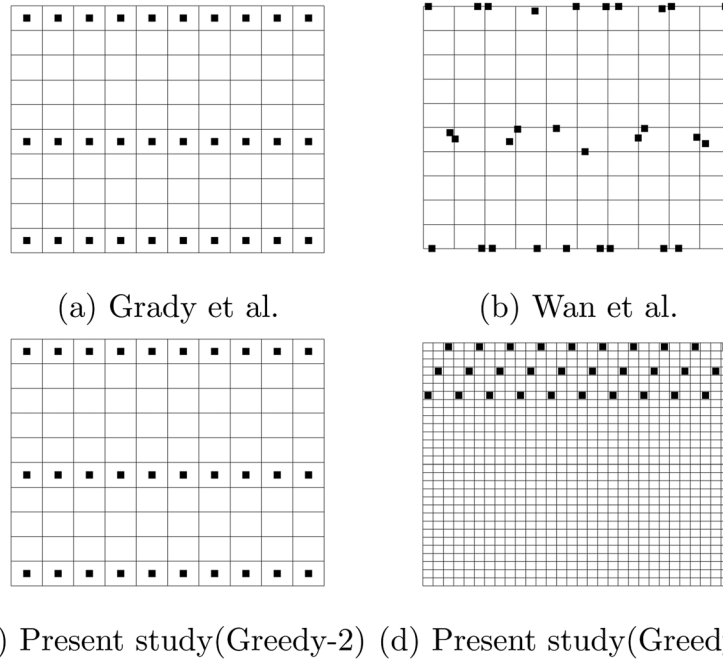 (a) Grady et al.
(b) Wan et al.
) Present study(Greedy-2)
(d) Present study(Greed